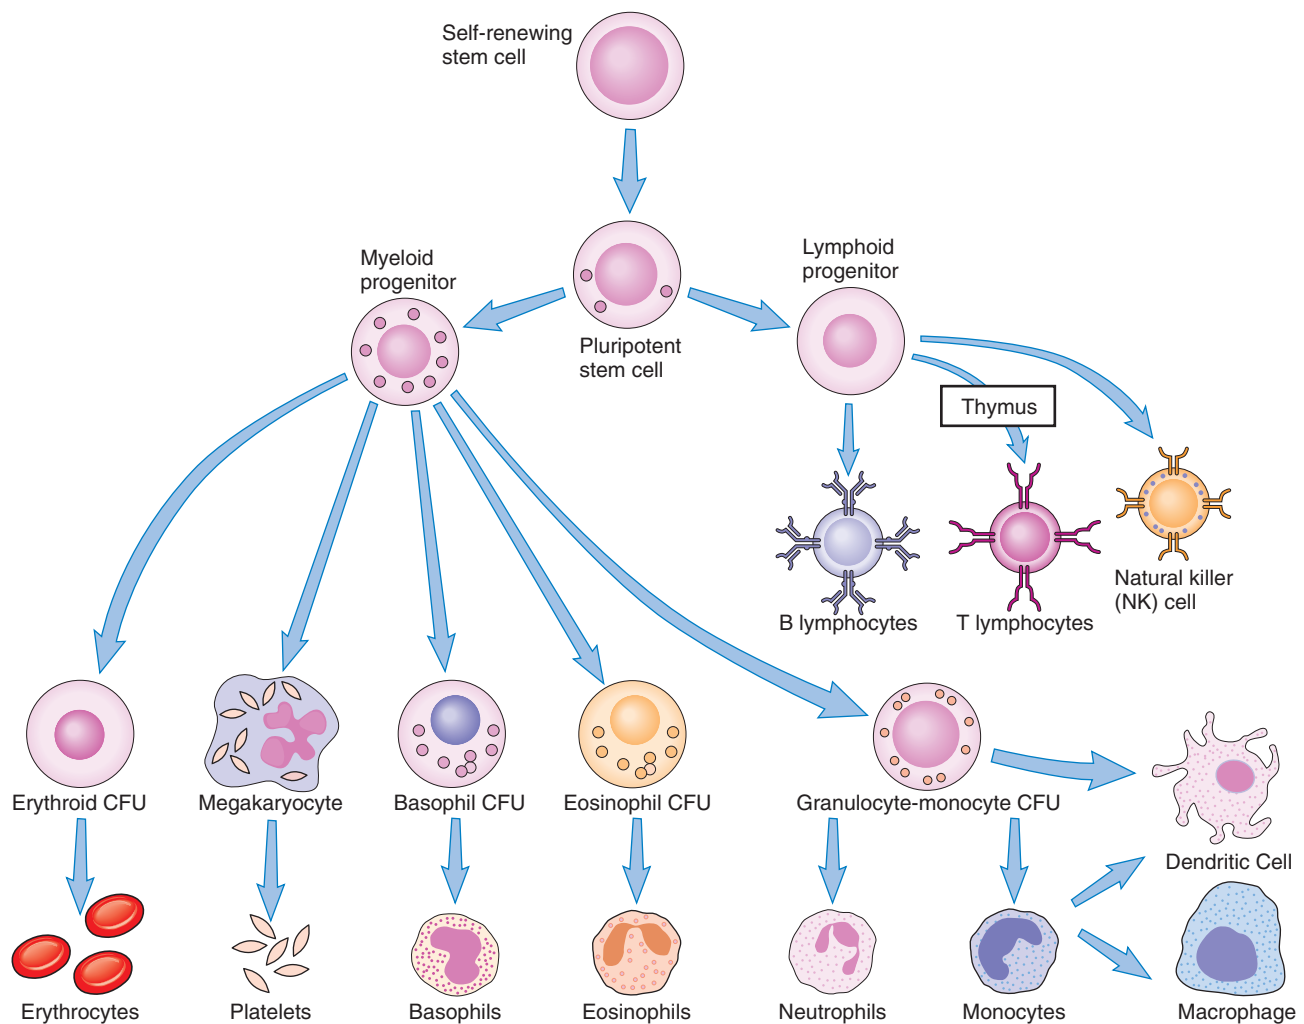 Self-renewing
stem cell
Myeloid
progenitor
Lymphoid
progenitor
Pluripotent
stem cell
Thymus
Natural killer
(NK) cell
B lymphocytes
T lymphocytes
Erythroid CFU
Megakaryocyte
Basophil CFU
Eosinophil CFU
Granulocyte-monocyte CFU
Dendritic Cell
Erythrocytes
Platelets
Basophils
Eosinophils
Neutrophils
Monocytes
Macrophage